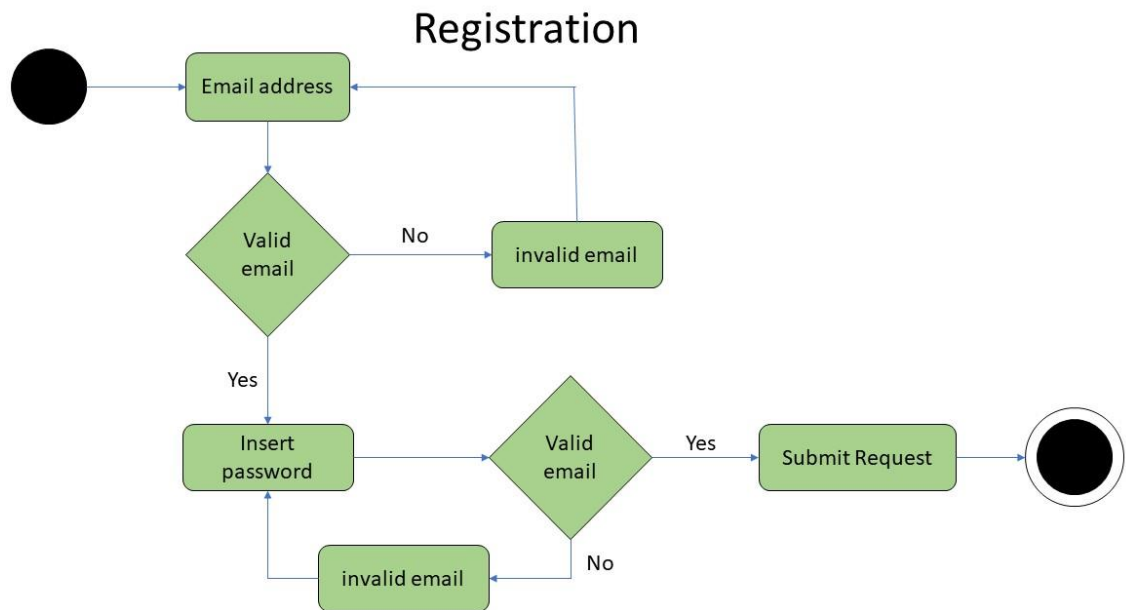 Registration
Email address
Valid
email
No
invalid email
Yes
Insert
password
Valid
email
Yes
Submit Request
No
invalid email